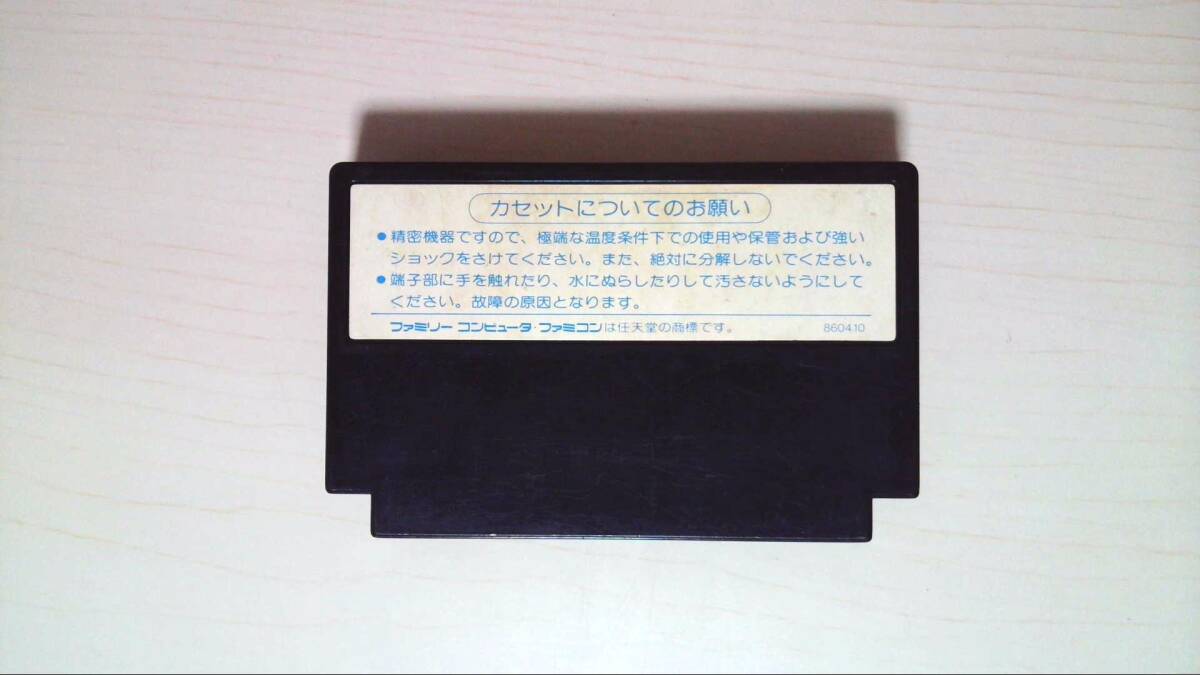 カセットについてのお願い
●精密機器ですので、極端な温度条件下での使用や保管および強い
ショックをさけてください。また、絶対に分解しないでください。
●端子部に手を触れたり、水にぬらしたりして汚さないようにして
ください。故障の原因となります。
ファミリー コンピュータ・ファミコンは任天堂の商標です。 8604.10